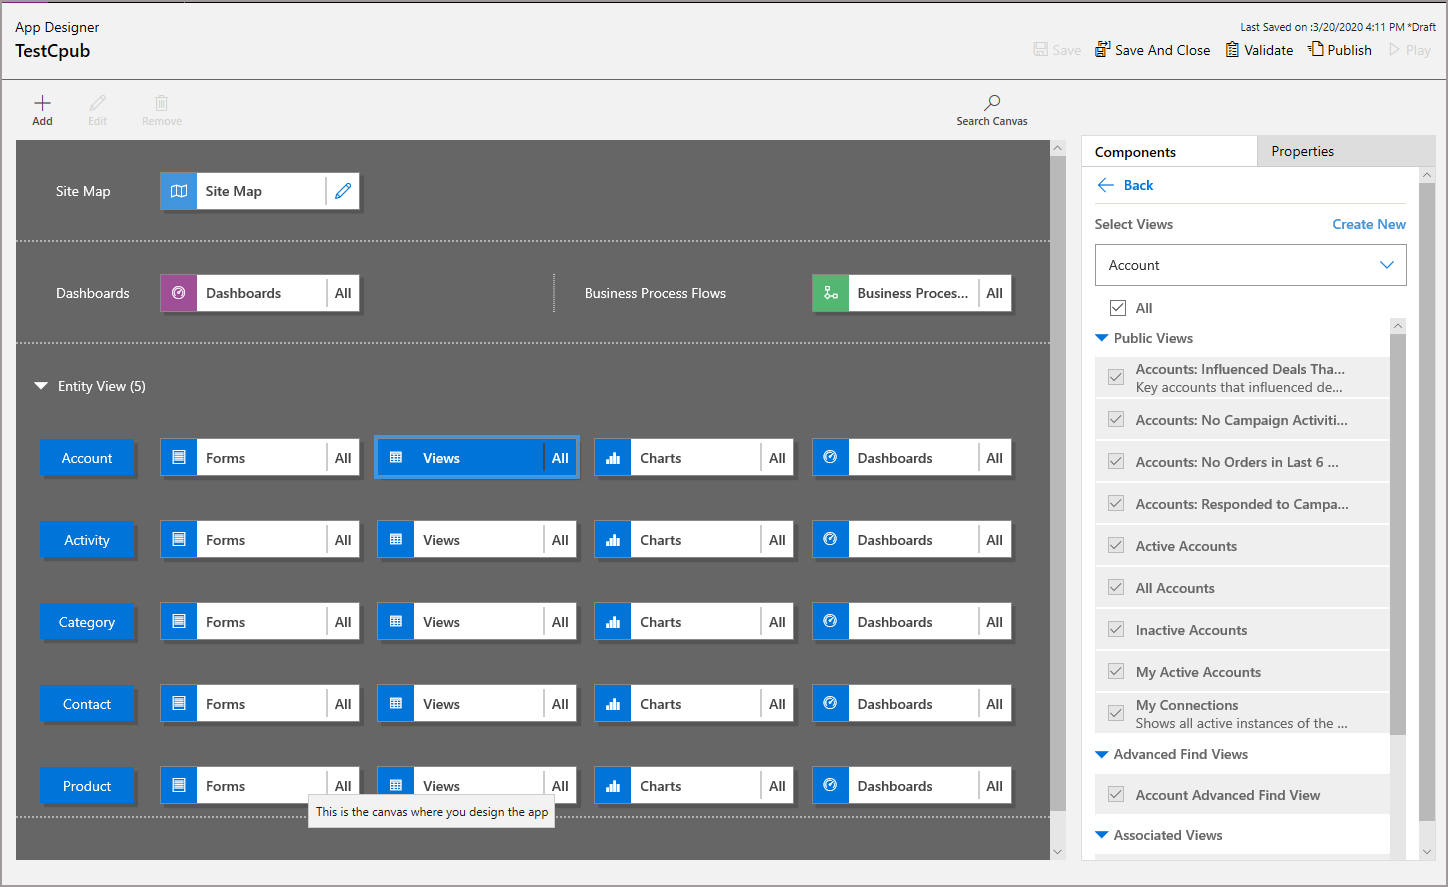 App Designer
TestCpub
Last Saved on :3/20/2020 4:11 PM *Draft
Save
Save And Close
Validate
Publish
Play
Add
Edit
Remove
Search Canvas
Site Map
Site Map
Dashboards
Dashboards
All
Business Process Flows
Business Proces...
All
Entity View (5)
Account
Forms
All
Views
All
Charts
All
Dashboards
All
Activity
Forms
All
Views
All
Charts
All
Dashboards
All
Category
Forms
All
Views
All
Charts
All
Dashboards
All
Contact
Forms
All
Views
All
Charts
All
Dashboards
All
Product
Forms
All
Views
All
Charts
All
Dashboards
All
This is the canvas where you design the app
Components
Properties
Back
Select Views
Create New
Account
All
Public Views
Accounts: Influenced Deals Tha...
Key accounts that influenced de...
Accounts: No Campaign Activiti...
Accounts: No Orders in Last 6 ...
Accounts: Responded to Campa...
Active Accounts
All Accounts
Inactive Accounts
My Active Accounts
My Connections
Shows all active instances of the ...
Advanced Find Views
Account Advanced Find View
Associated Views